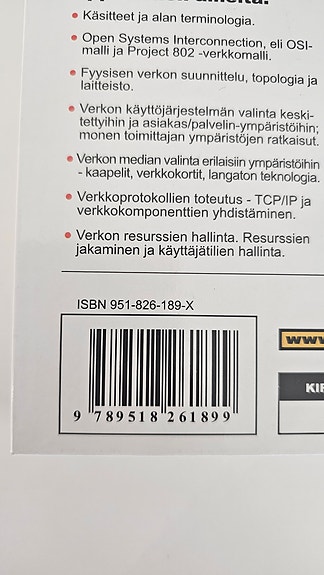 • Käsitteet ja alan terminologia.
• Open Systems Interconnection, eli OSI-
malli ja Project 802 -verkkomalli.
• Fyysisen verkon suunnittelu, topologia ja
laitteisto.
• Verkon käyttöjärjestelmän valinta keski-
tettyihin ja asiakas/palvelin-ympäristöihin;
monen toimittajan ympäristöjen ratkaisut.
• Verkon median valinta erilaisiin ympäristöihin
- kaapelit, verkkokortit, langaton teknologia.
• Verkkoprotokollien toteutus - TCP/IP ja
verkkokomponenttien yhdistäminen.
• Verkon resurssien hallinta. Resurssien
jakaminen ja käyttäjätilien hallinta.
ISBN 951-826-189-X
9 789518 261899
www